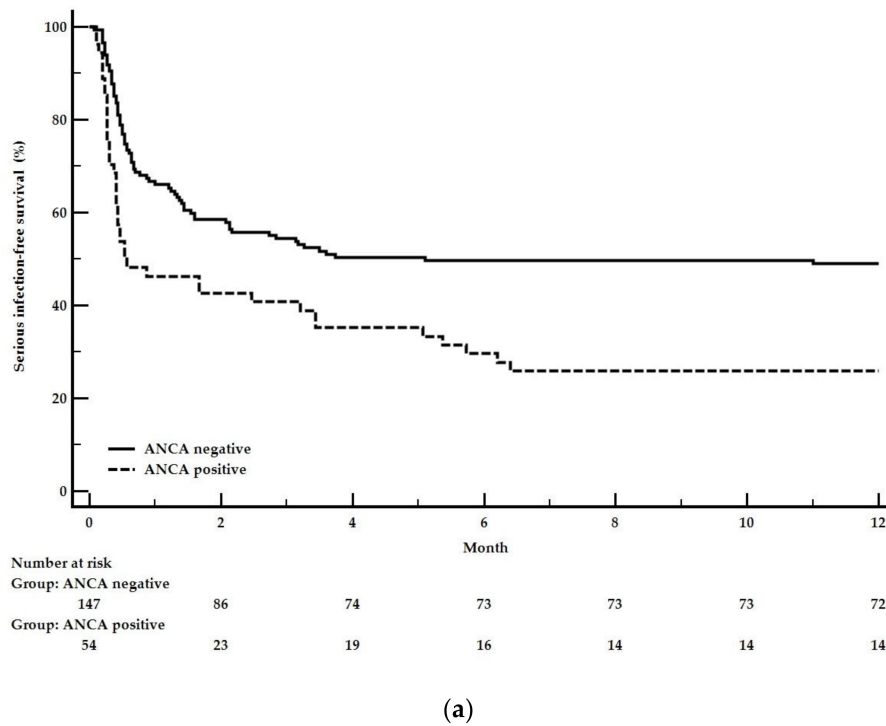 Serious infection-free survival (%)
100
80
60
40
20
0
ANCA negative
ANCA positive
0 2 4 6 8 10 12
Month
Number at risk
Group: ANCA negative
147 86 74 73 73 73 72
Group: ANCA positive
54 23 19 16 14 14 14
(a)